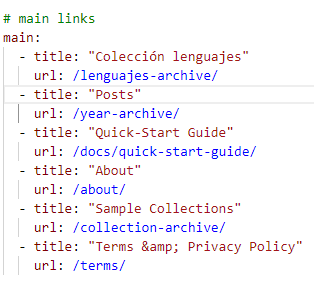 # main links
main:
  - title: "Colección lenguajes"
    url: /lenguajes-archive/
  - title: "Posts"
    url: /year-archive/
  - title: "Quick-Start Guide"
    url: /docs/quick-start-guide/
  - title: "About"
    url: /about/
  - title: "Sample Collections"
    url: /collection-archive/
  - title: "Terms &amp; Privacy Policy"
    url: /terms/